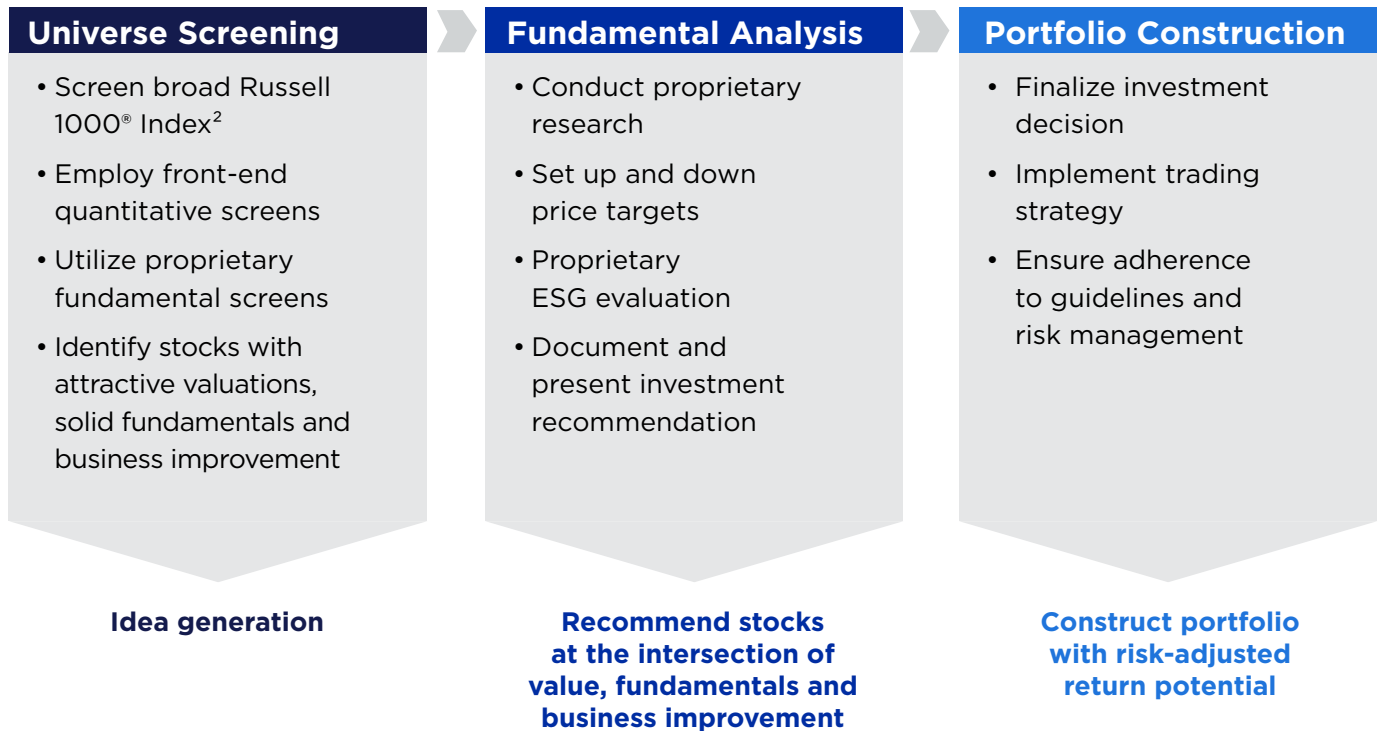 Universe Screening
• Screen broad Russell
1000® Index²
• Employ front-end
quantitative screens
• Utilize proprietary
fundamental screens
• Identify stocks with
attractive valuations,
solid fundamentals and
business improvement
Idea generation
Fundamental Analysis
• Conduct proprietary
research
• Set up and down
price targets
• Proprietary
ESG evaluation
• Document and
present investment
recommendation
Recommend stocks
at the intersection of
value, fundamentals and
business improvement
Portfolio Construction
• Finalize investment
decision
• Implement trading
strategy
• Ensure adherence
to guidelines and
risk management
Construct portfolio
with risk-adjusted
return potential